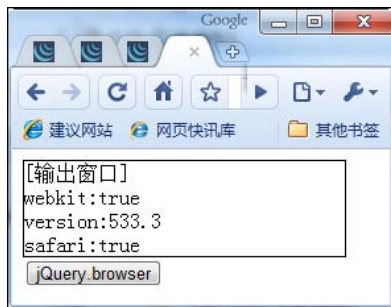 Google
建议网站 网页快讯库 其他书签
[输出窗口]
webkit:true
version:533.3
safari:true
jQuery.browser